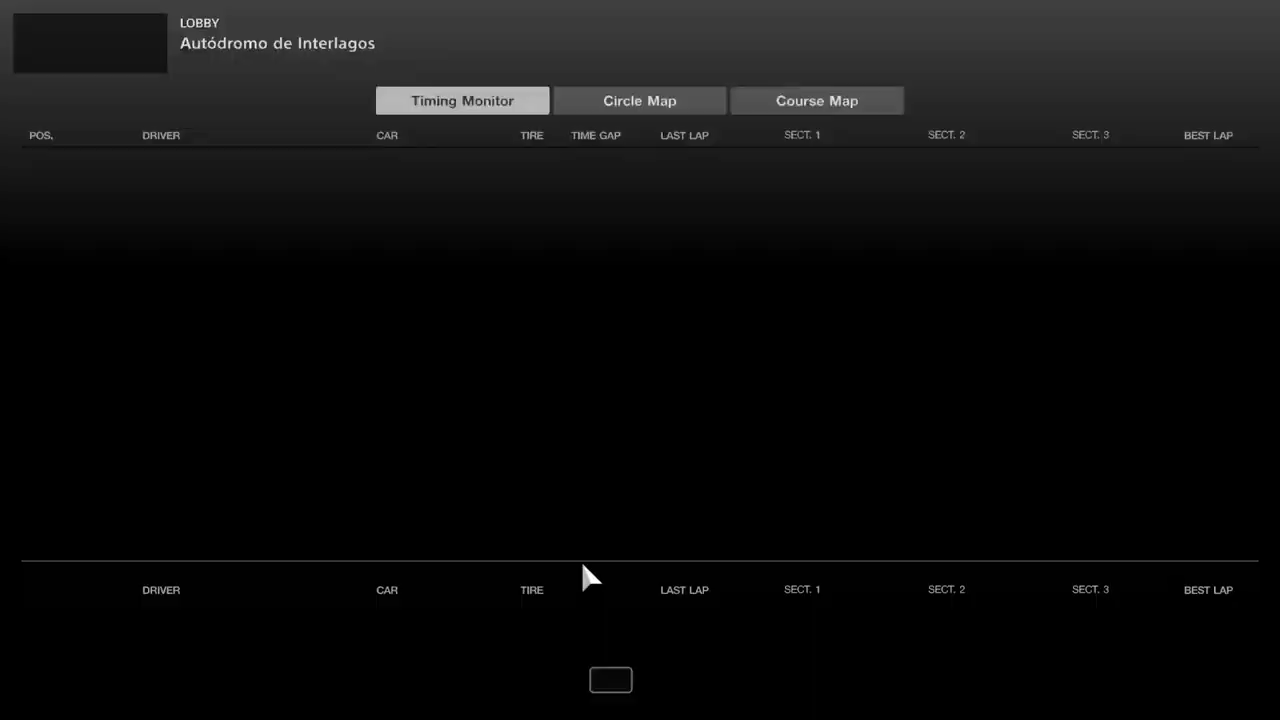 LOBBY
Autódromo de Interlagos
Timing Monitor Circle Map Course Map
POS. DRIVER CAR TIRE TIME GAP LAST LAP SECT. 1 SECT. 2 SECT. 3 BEST LAP
DRIVER CAR TIRE LAST LAP SECT. 1 SECT. 2 SECT. 3 BEST LAP